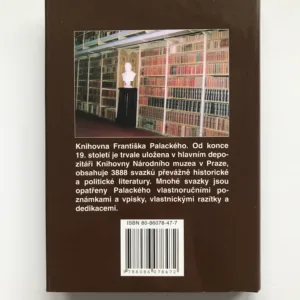 Knihovna Františka Palackého. Od konce
19. století je trvale uložena v hlavním depo-
zitáři Knihovny Národního muzea v Praze,
obsahuje 3888 svazků převážně historické
a politické literatury. Mnohé svazky jsou
opatřeny Palackého vlastnoručními po-
známkami a vpisky, vlastnickými razítky a
dedikacemi.
ISBN 80-86378-47-7
9788086378472